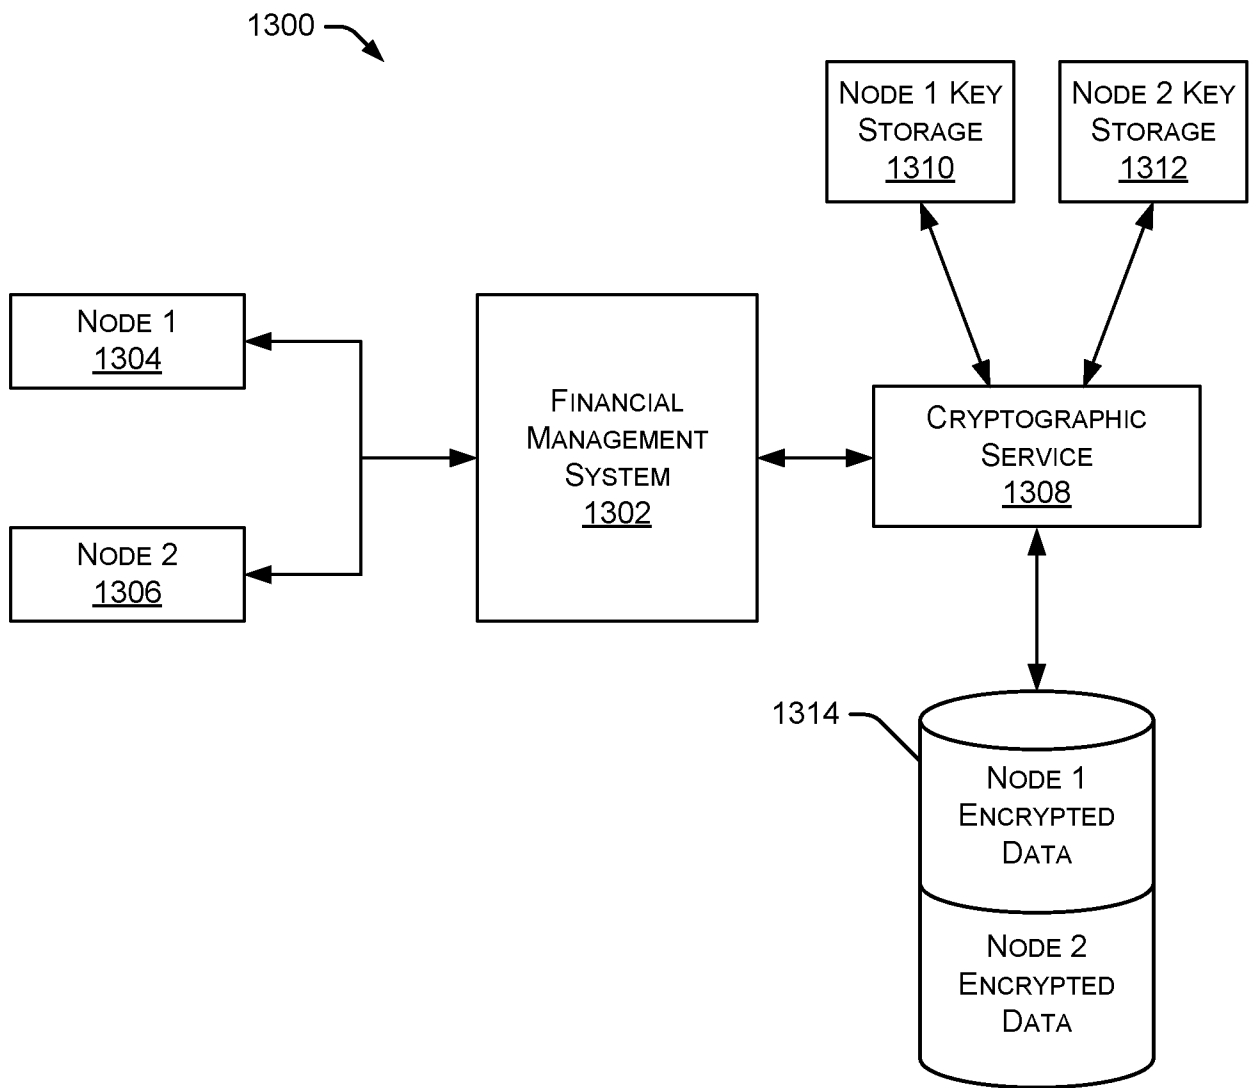 1300
Node 1 Key
Storage
1310
Node 2 Key
Storage
1312
Node 1
1304
Financial
Management
System
1302
Cryptographic
Service
1308
Node 2
1306
1314
Node 1
Encrypted
Data
Node 2
Encrypted
Data